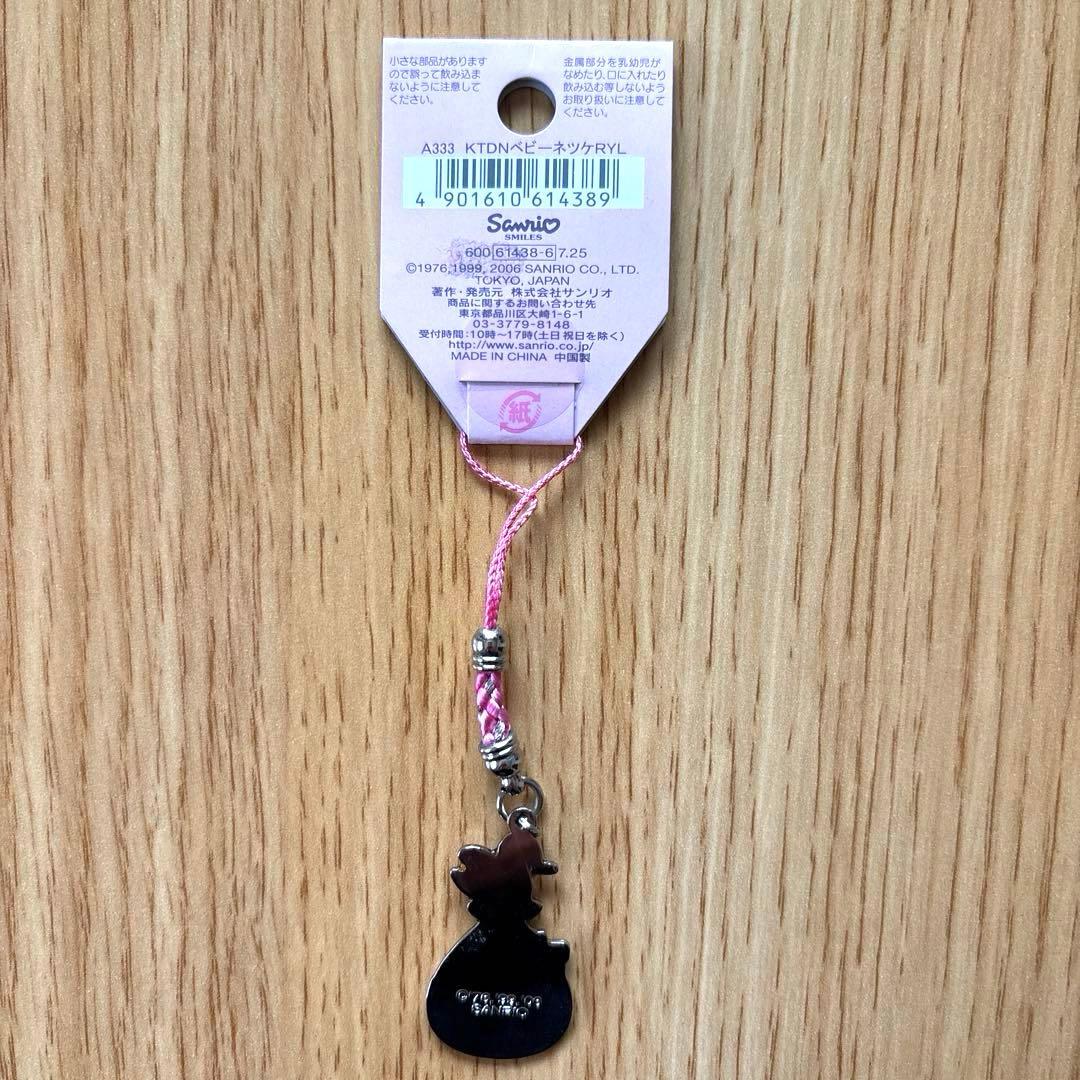 小さな部品があります
ので誤って飲み込ま
ないように注意して
ください。
金属部分を乳幼児が
なめたり、口に入れたり
飲み込む等しないよう
お取り扱いに注意して
ください。
A333 KTDNベビーネツケRYL
4 901610 614389
Sanrio
SMILES
600 61438-6 7.25
©1976,1999, 2006 SANRIO CO., LTD.
TOKYO, JAPAN
著作・発売元 株式会社サンリオ
商品に関するお問い合わせ先
東京都品川区大崎1-6-1
03-3779-8148
受付時間:10時〜17時(土日祝日を除く)
http://www.sanrio.co.jp/
MADE IN CHINA 中国製
紙
SANRIO